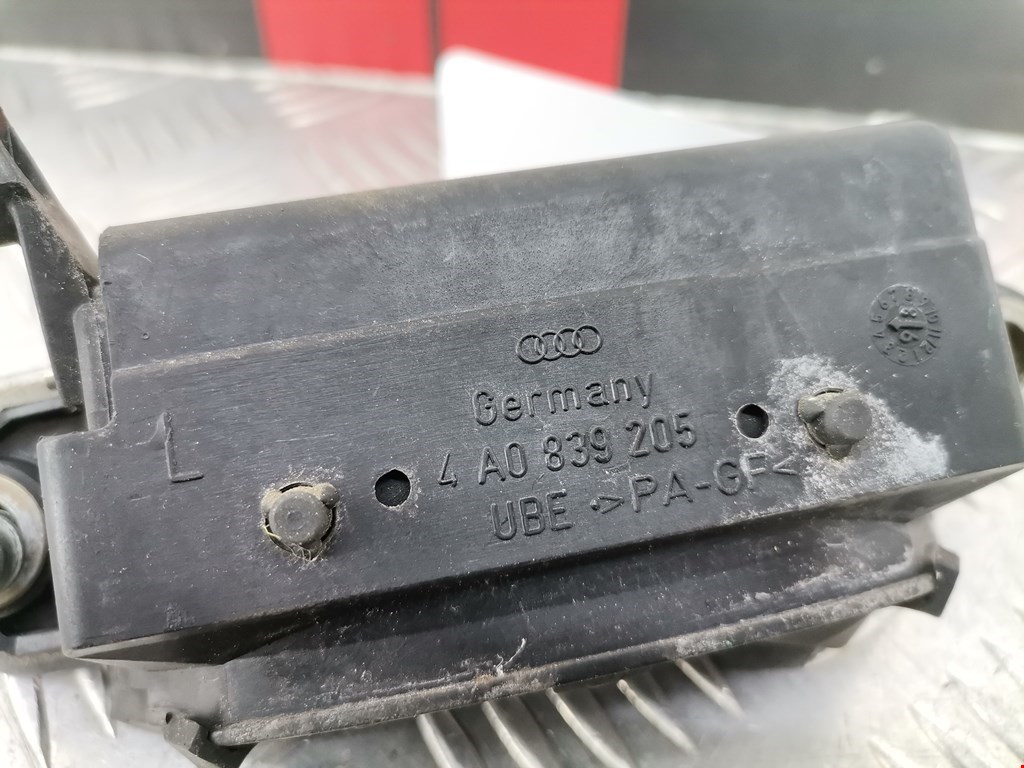 Germany
4 A0 839 205
L
UBE >PA-GF<